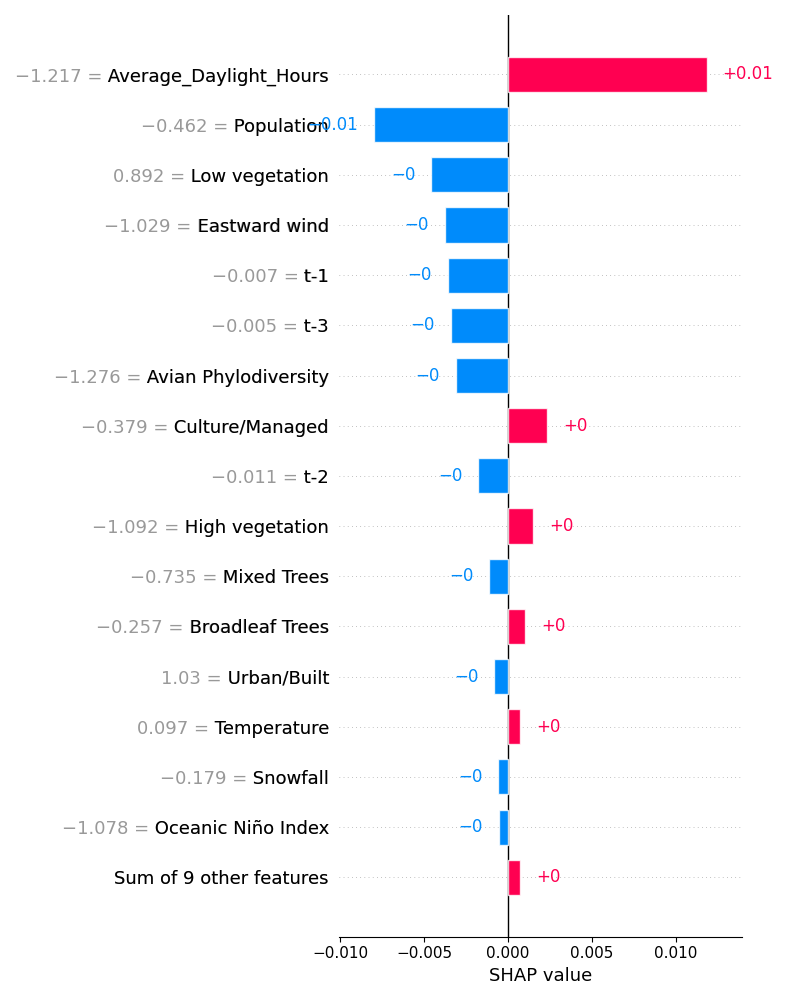 −1.217 = Average_Daylight_Hours +0.01
−0.462 = Population −0.01
0.892 = Low vegetation −0
−1.029 = Eastward wind −0
−0.007 = t-1 −0
−0.005 = t-3 −0
−1.276 = Avian Phylodiversity −0
−0.379 = Culture/Managed +0
−0.011 = t-2 −0
−1.092 = High vegetation +0
−0.735 = Mixed Trees −0
−0.257 = Broadleaf Trees +0
1.03 = Urban/Built −0
0.097 = Temperature +0
−0.179 = Snowfall −0
−1.078 = Oceanic Niño Index −0
Sum of 9 other features +0
−0.010 −0.005 0.000 0.005 0.010
SHAP value